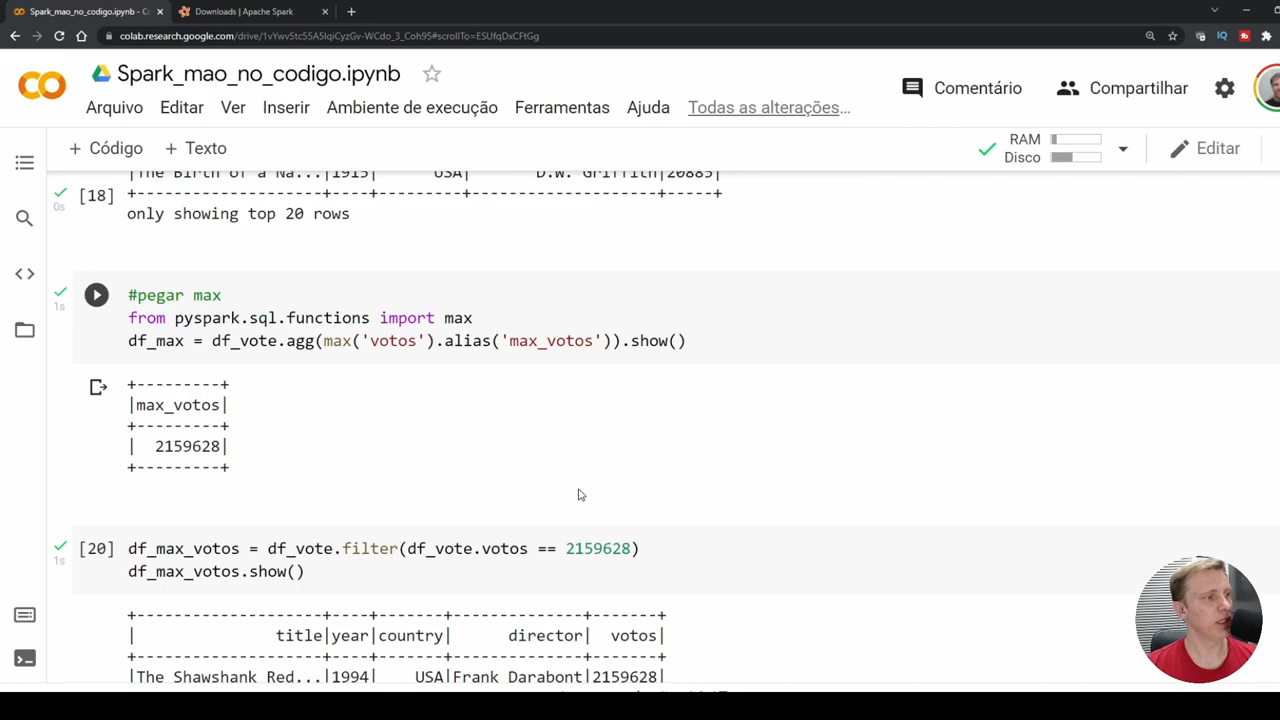 Spark_mao_no_codigo.ipynb - Co
Downloads | Apache Spark
colab.research.google.com/drive/1vYwv5tc55A5IqiCyzGv-WCdo_3_Coh95#scrollTo=ESUfqDxCFtGg
Spark_mao_no_codigo.ipynb
Arquivo Editar Ver Inserir Ambiente de execução Ferramentas Ajuda Todas as alterações...
Comentário Compartilhar
+ Código + Texto
RAM
Disco
Editar
|The Birth of a Na...|1915| USA| D.W. Griffith|20885|
[18]
0s
+--------------------+----+-------+--------------------+-----+
only showing top 20 rows
1s
#pegar max
from pyspark.sql.functions import max
df_max = df_vote.agg(max('votos').alias('max_votos')).show()
+---------+
|max_votos|
+---------+
| 2159628|
+---------+
[20]
1s
df_max_votos = df_vote.filter(df_vote.votos == 2159628)
df_max_votos.show()
+--------------------+----+-------+--------------+-------+
| title|year|country| director| votos|
+--------------------+----+-------+--------------+-------+
|The Shawshank Red...|1994| USA|Frank Darabont|2159628|